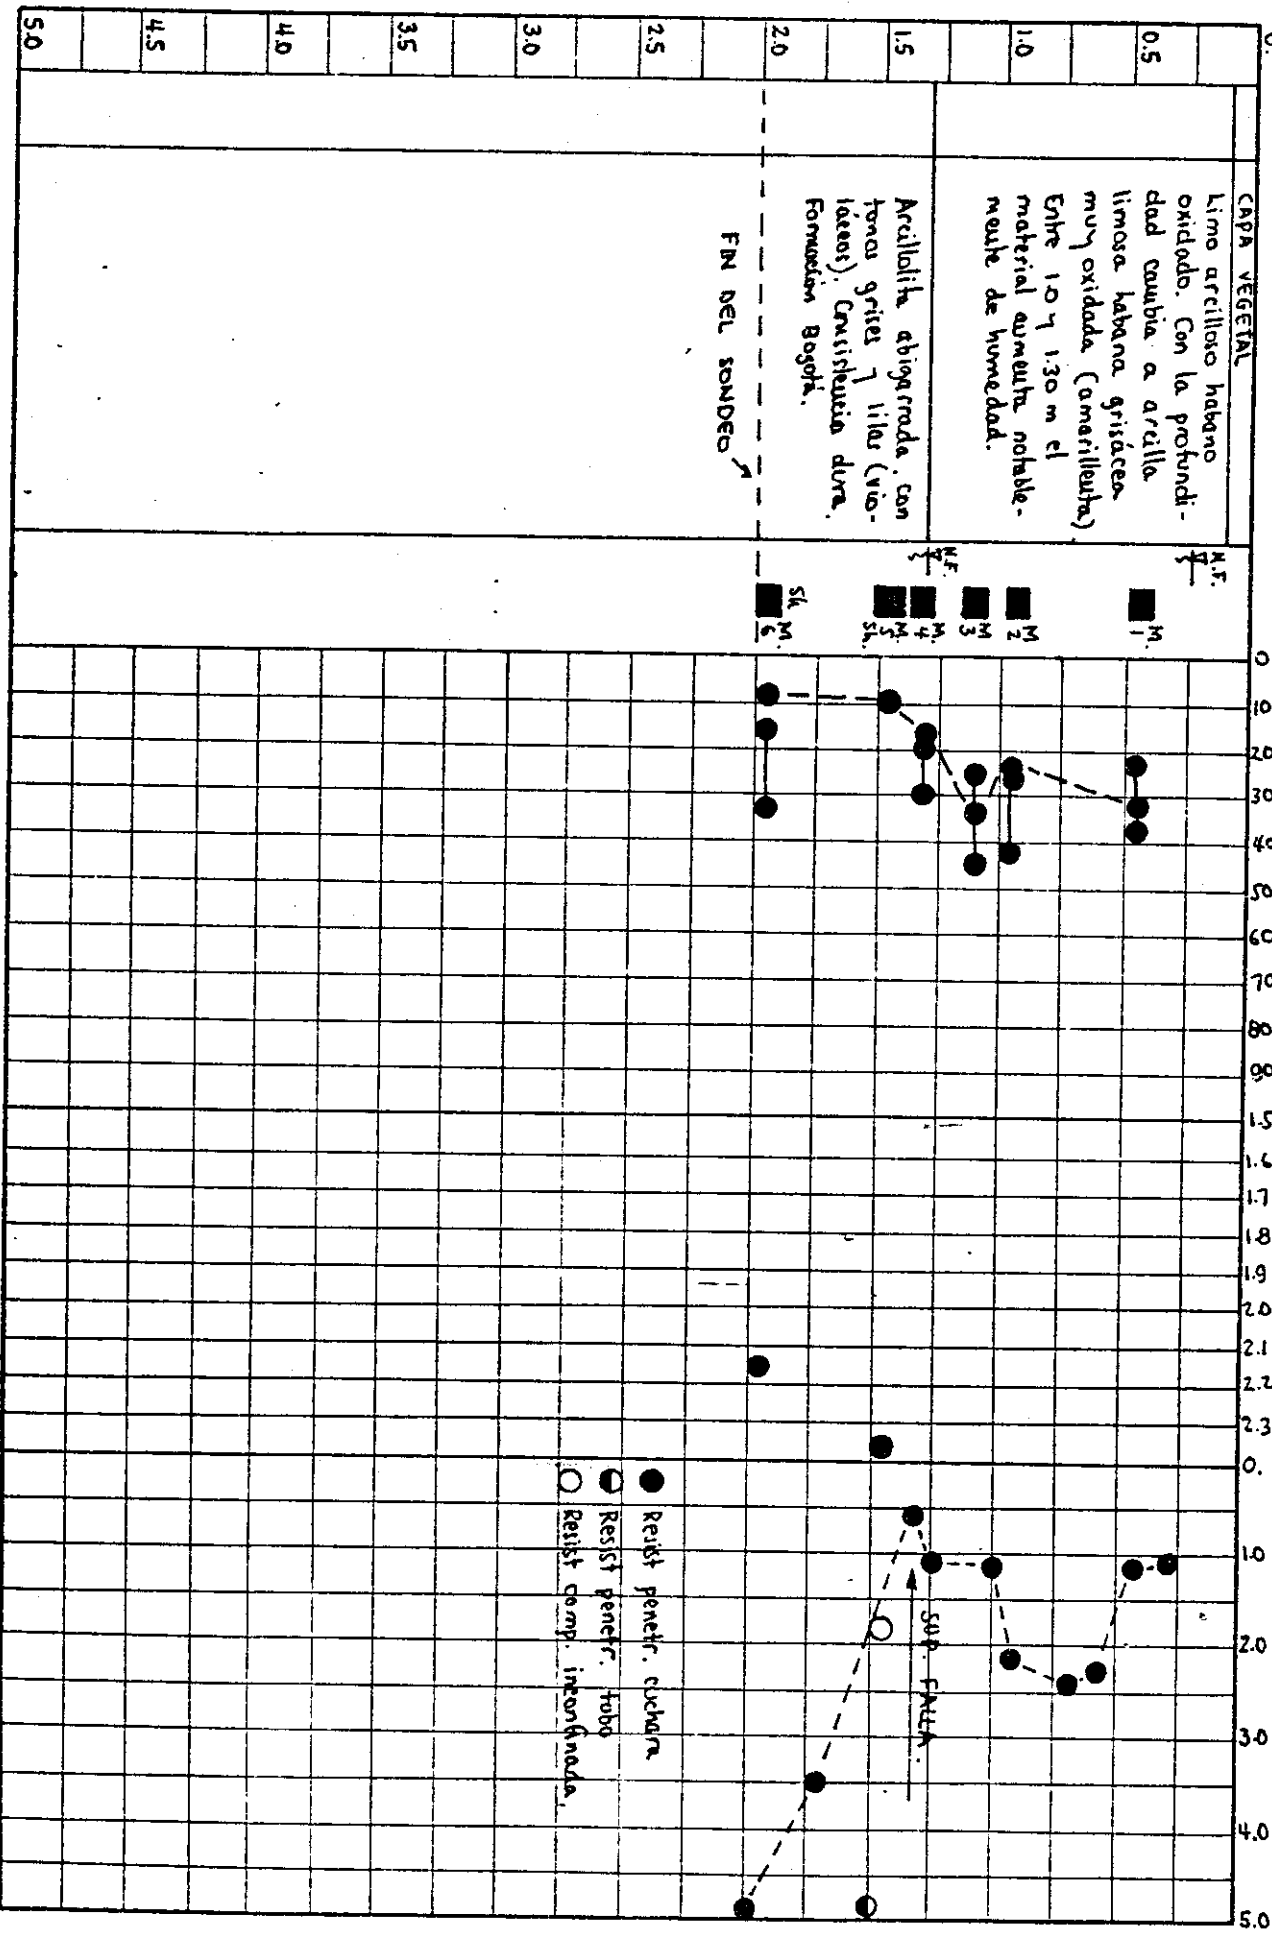 0.
0.5
1.0
1.5
2.0
2.5
3.0
3.5
4.0
4.5
5.0
CAPA VEGETAL
Limo arcilloso habano
oxidado. Con la profundi-
dad cambia a arcilla
limosa habana grisácea
muy oxidada (amarillenta)
Entre 1.0 y 1.30 m el
material aumenta notable-
mente de humedad.
Arcillolita abigarrada, con
tonos grises y lilas (vio-
láceos). Consistencia dura.
Formación Bogotá.
FIN DEL SONDEO
N.F.
N.F.
M.
1
M
2
M
3
M.
4
M.
5
Sh.
M.
6
Sh
0
10
20
30
40
50
60
70
80
90
1.5
1.6
1.7
1.8
1.9
2.0
2.1
2.2
2.3
0.
1.0
2.0
3.0
4.0
5.0
SUP. FALLA.
Resist penetr. cuchara
Resist penetr. tubo
Resist comp. inconfinada.